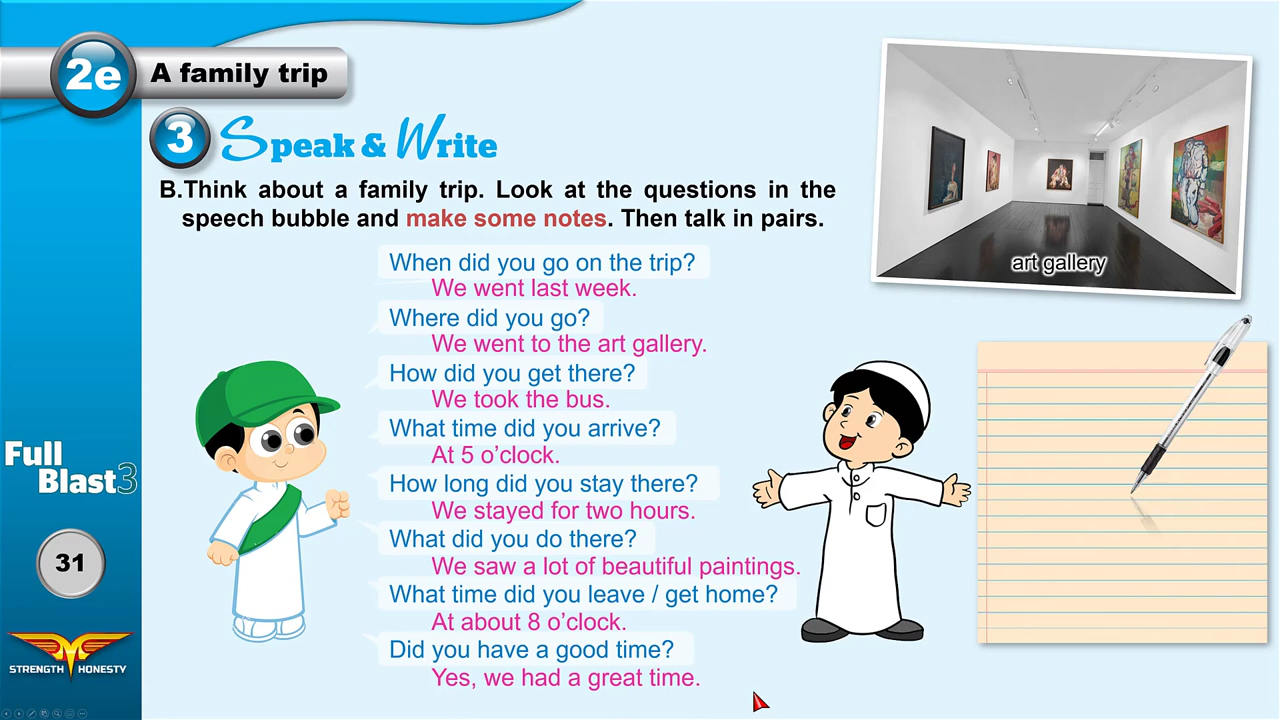 2e
A family trip
3
Speak & Write
B.Think about a family trip. Look at the questions in the
speech bubble and make some notes. Then talk in pairs.
When did you go on the trip?
We went last week.
Where did you go?
We went to the art gallery.
How did you get there?
We took the bus.
What time did you arrive?
At 5 o’clock.
How long did you stay there?
We stayed for two hours.
What did you do there?
We saw a lot of beautiful paintings.
What time did you leave / get home?
At about 8 o’clock.
Did you have a good time?
Yes, we had a great time.
art gallery
Full
Blast3
31
STRENGTH HONESTY